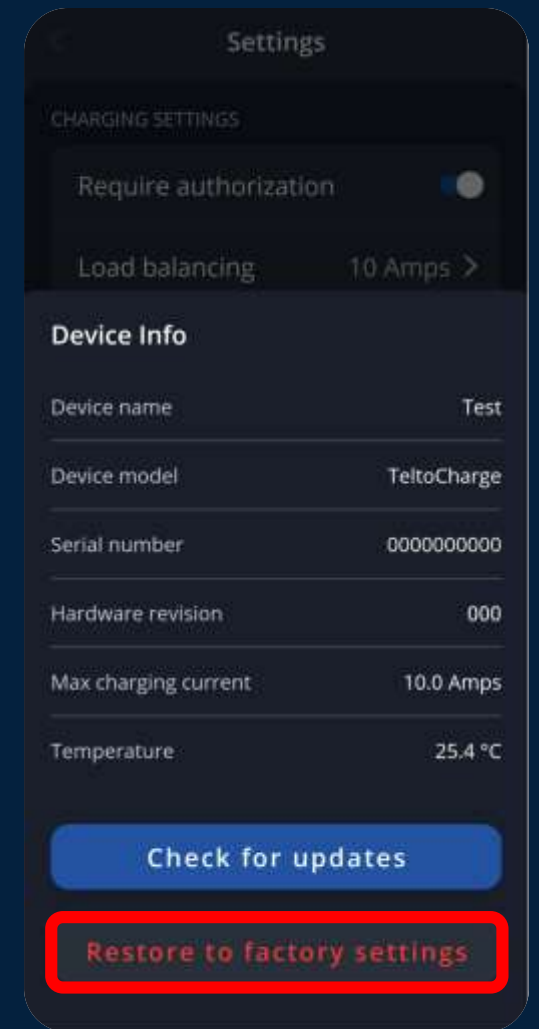 Settings
CHARGING SETTINGS
Require authorization
Load balancing 10 Amps >
Device Info
Device name Test
Device model TeltoCharge
Serial number 0000000000
Hardware revision 000
Max charging current 10.0 Amps
Temperature 25.4 °C
Check for updates
Restore to factory settings